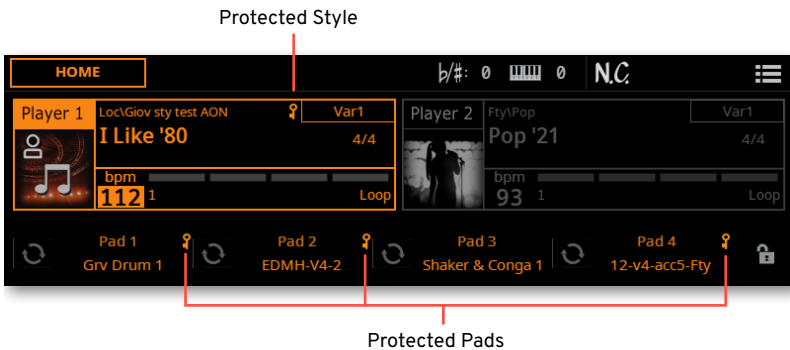 Protected Style
HOME
♭/♯: 0 0 N.C.
Player 1 Loc\Giov sty test AON Var1
I Like '80 4/4
bpm
112 1 Loop
Player 2 Fty\Pop Var1
Pop '21 4/4
bpm
93 1 Loop
Pad 1
Grv Drum 1
Pad 2
EDMH-V4-2
Pad 3
Shaker & Conga 1
Pad 4
12-v4-acc5-Fty
Protected Pads